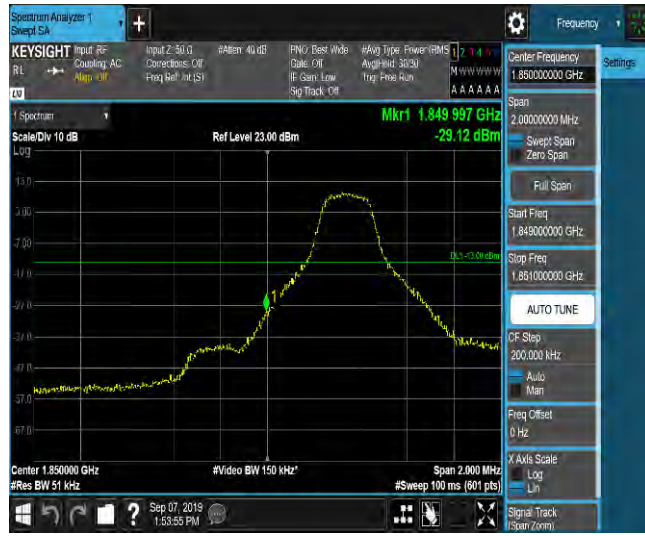 Spectrum Analyzer 1
Swept SA
+
Frequency
KEYSIGHT
Input: RF
Input Z: 50 Ω
#Atten: 40 dB
PNO: Best Wide
#Avg Type: Power (RMS
RL
Coupling: AC
Corrections: Off
Gate: Off
Avg|Hold: 30/30
M W W W W W
Align: Off
Freq Ref: Int (S)
IF Gain: Low
Trig: Free Run
Sig Track: Off
A A A A A A
1 Spectrum
Scale/Div 10 dB
Ref Level 23.00 dBm
Mkr1 1.849 997 GHz
-29.12 dBm
Log
13.0
3.00
-7.00
DL1 -13.00 dBm
-17.0
-27.0
1
-37.0
-47.0
-57.0
-67.0
Center 1.850000 GHz
#Video BW 150 kHz*
Span 2.000 MHz
#Res BW 51 kHz
#Sweep 100 ms (601 pts)
Sep 07, 2019
1:53:55 PM
?
Settings
Center Frequency
1.850000000 GHz
Span
2.00000000 MHz
Swept Span
Zero Span
Full Span
Start Freq
1.849000000 GHz
Stop Freq
1.851000000 GHz
AUTO TUNE
CF Step
200.000 kHz
Auto
Man
Freq Offset
0 Hz
X Axis Scale
Log
Lin
Signal Track
(Span Zoom)